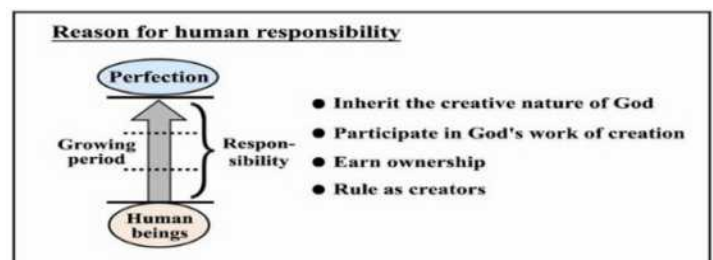 Reason for human responsibility
Perfection
Growing
period
Respon-
sibility
Human
beings
● Inherit the creative nature of God
● Participate in God's work of creation
● Earn ownership
● Rule as creators